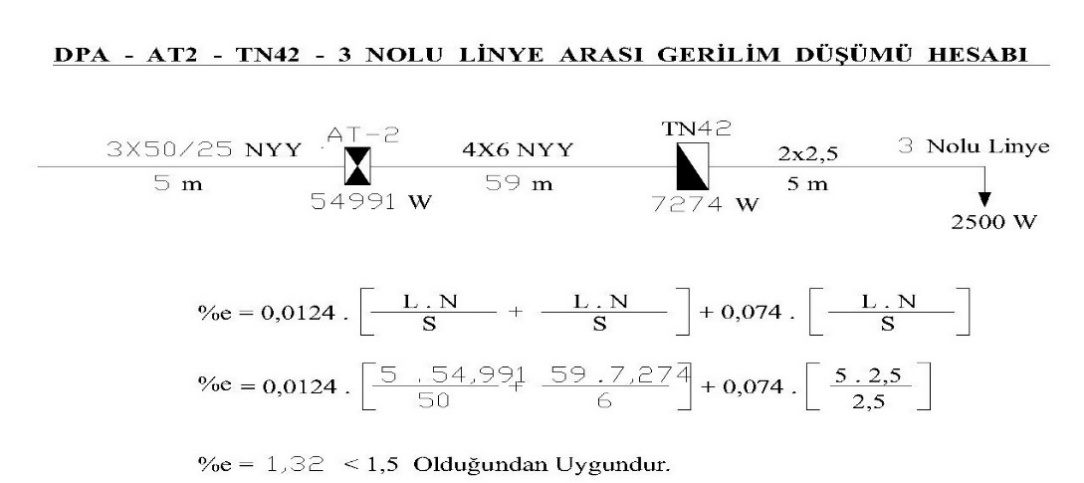 DPA - AT2 - TN42 - 3 NOLU LİNYE ARASI GERİLİM DÜŞÜMÜ HESABI
3X50/25 NYY
5 m
AT-2
54991 W
4X6 NYY
59 m
TN42
7274 W
2x2,5
5 m
3 Nolu Linye
2500 W
%e = 0,0124 . [ L . N / S + L . N / S ] + 0,074 . [ L . N / S ]
%e = 0,0124 . [ 5 . 54,991 / 50 + 59 . 7,274 / 6 ] + 0,074 . [ 5 . 2,5 / 2,5 ]
%e = 1,32 < 1,5 Olduğundan Uygundur.